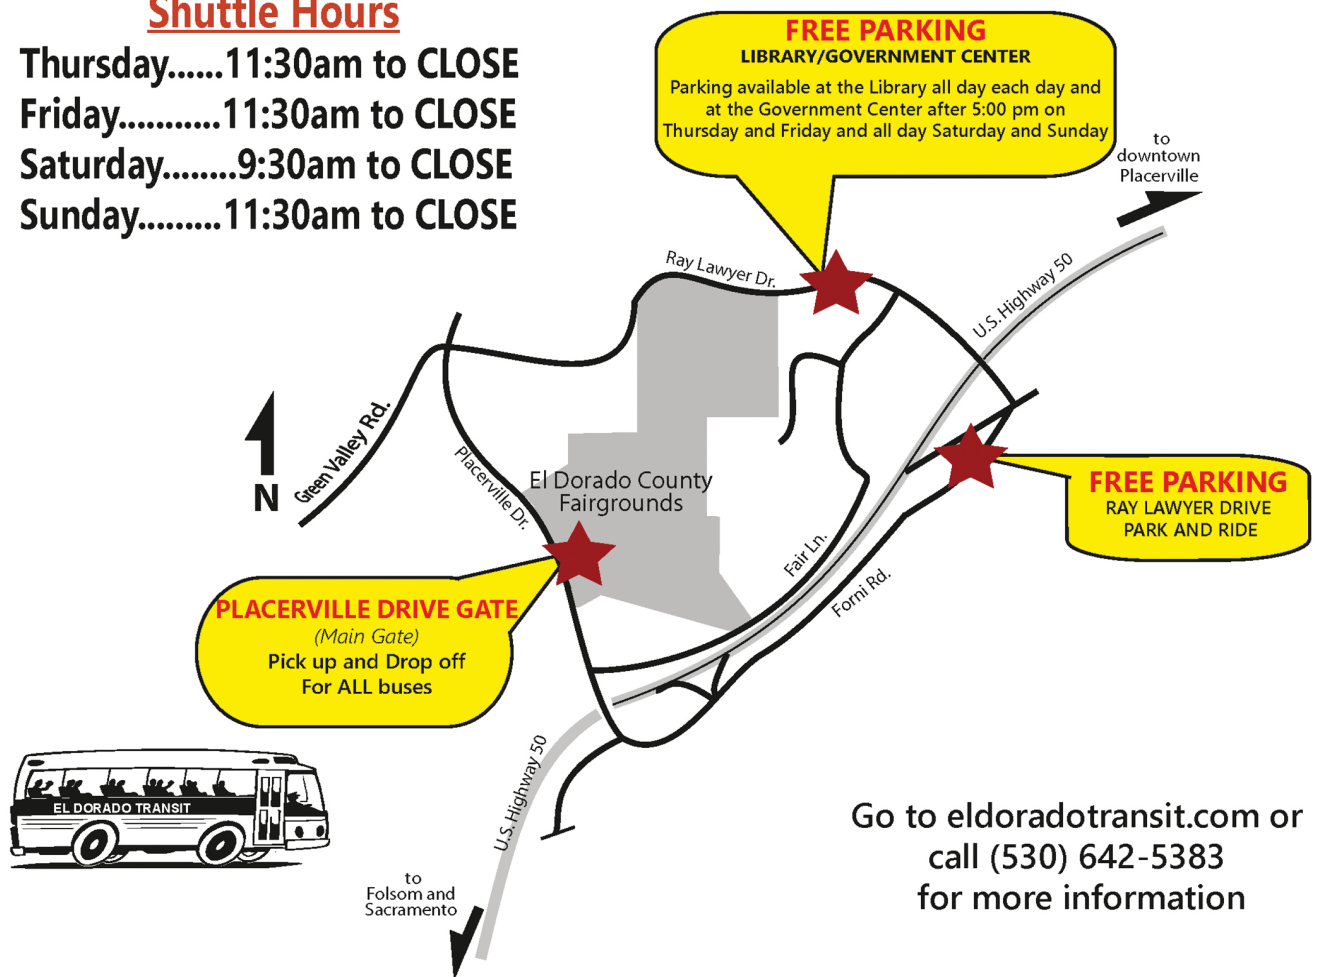 Shuttle Hours
Thursday......11:30am to CLOSE
Friday...........11:30am to CLOSE
Saturday........9:30am to CLOSE
Sunday.........11:30am to CLOSE
FREE PARKING
LIBRARY/GOVERNMENT CENTER
Parking available at the Library all day each day and
at the Government Center after 5:00 pm on
Thursday and Friday and all day Saturday and Sunday
to
downtown
Placerville
Ray Lawyer Dr.
U.S. Highway 50
Green Valley Rd.
N
Placerville Dr.
El Dorado County
Fairgrounds
FREE PARKING
RAY LAWYER DRIVE
PARK AND RIDE
Fair Ln.
Forni Rd.
PLACERVILLE DRIVE GATE
(Main Gate)
Pick up and Drop off
For ALL buses
U.S. Highway 50
EL DORADO TRANSIT
to
Folsom and
Sacramento
Go to eldoradotransit.com or
call (530) 642-5383
for more information